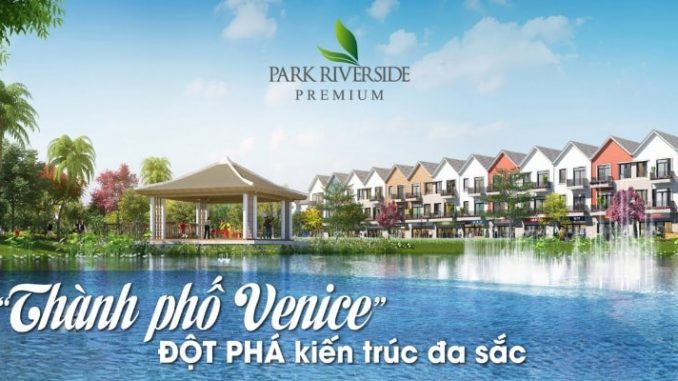 PARK RIVERSIDE
PREMIUM
“Thành phố Venice”
ĐỘT PHÁ kiến trúc đa sắc